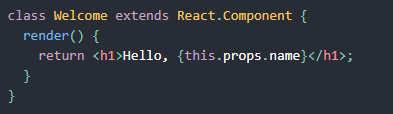 class Welcome extends React.Component {
  render() {
    return <h1>Hello, {this.props.name}</h1>;
  }
}